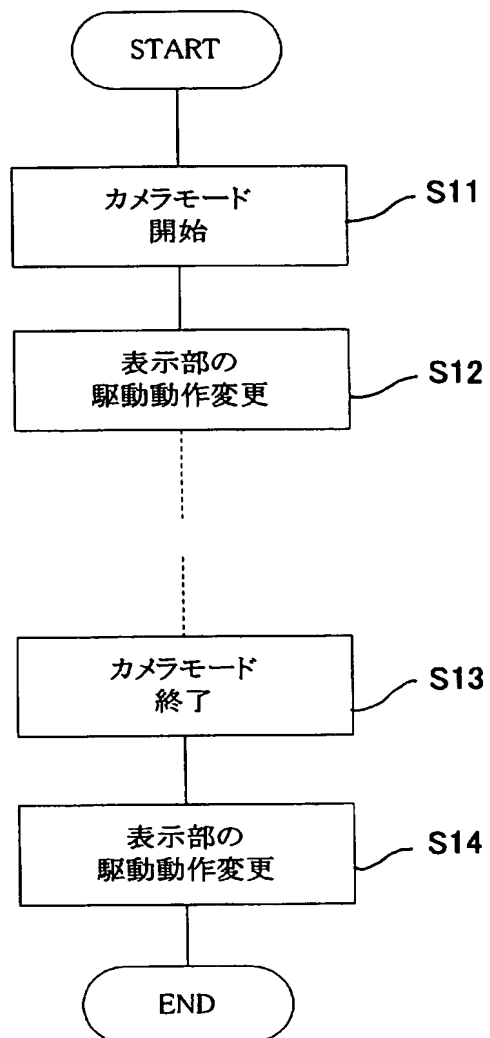 START
カメラモード
開始
S11
表示部の
駆動動作変更
S12
カメラモード
終了
S13
表示部の
駆動動作変更
S14
END